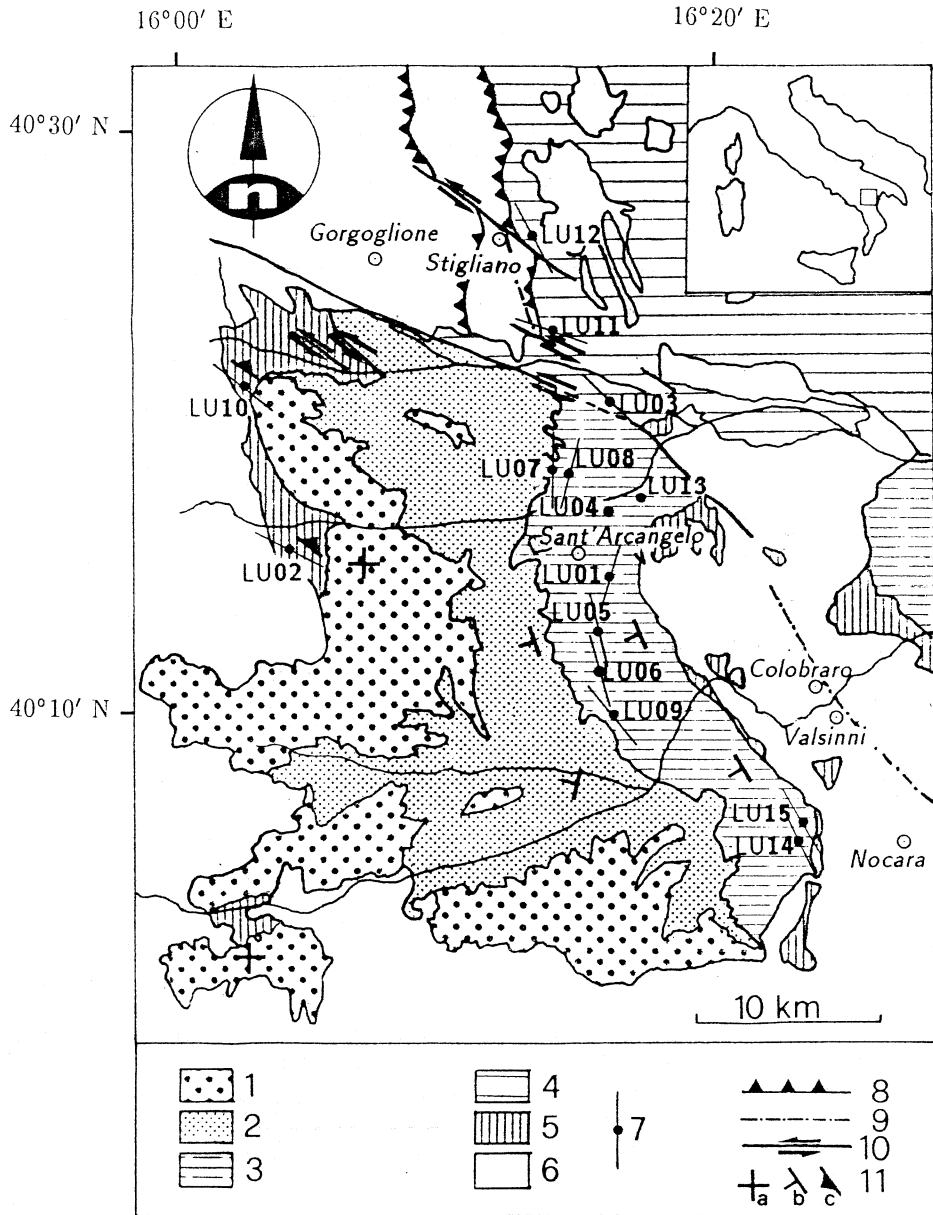 16°00′ E 16°20′ E
40°30′ N
n
Gorgoglione
Stigliano
LU12
LU11
LU10
LU03
LU07
LU08
LU04
LU13
Sant'Arcangelo
LU02
LU01
LU05
LU06
Colobraro
40°10′ N
LU09
Valsinni
LU15
LU14
Nocara
10 km
1 4 8
2 5 7 9
3 6 10
a b c 11